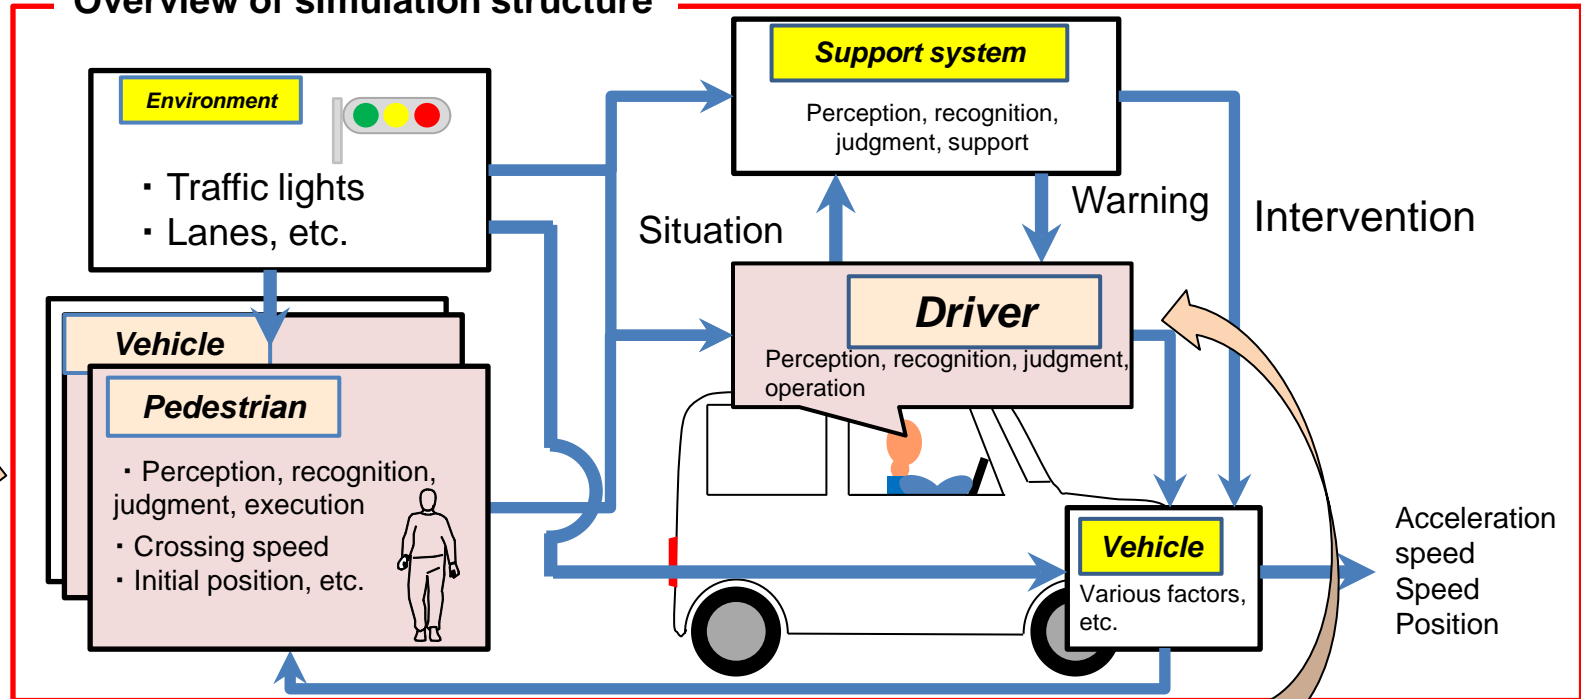 Overview of simulation structure
Environment
・Traffic lights
・Lanes, etc.
Support system
Perception, recognition,
judgment, support
Situation
Warning
Intervention
Driver
Perception, recognition, judgment,
operation
Vehicle
Pedestrian
・Perception, recognition,
judgment, execution
・Crossing speed
・Initial position, etc.
Vehicle
Various factors,
etc.
Acceleration
speed
Speed
Position